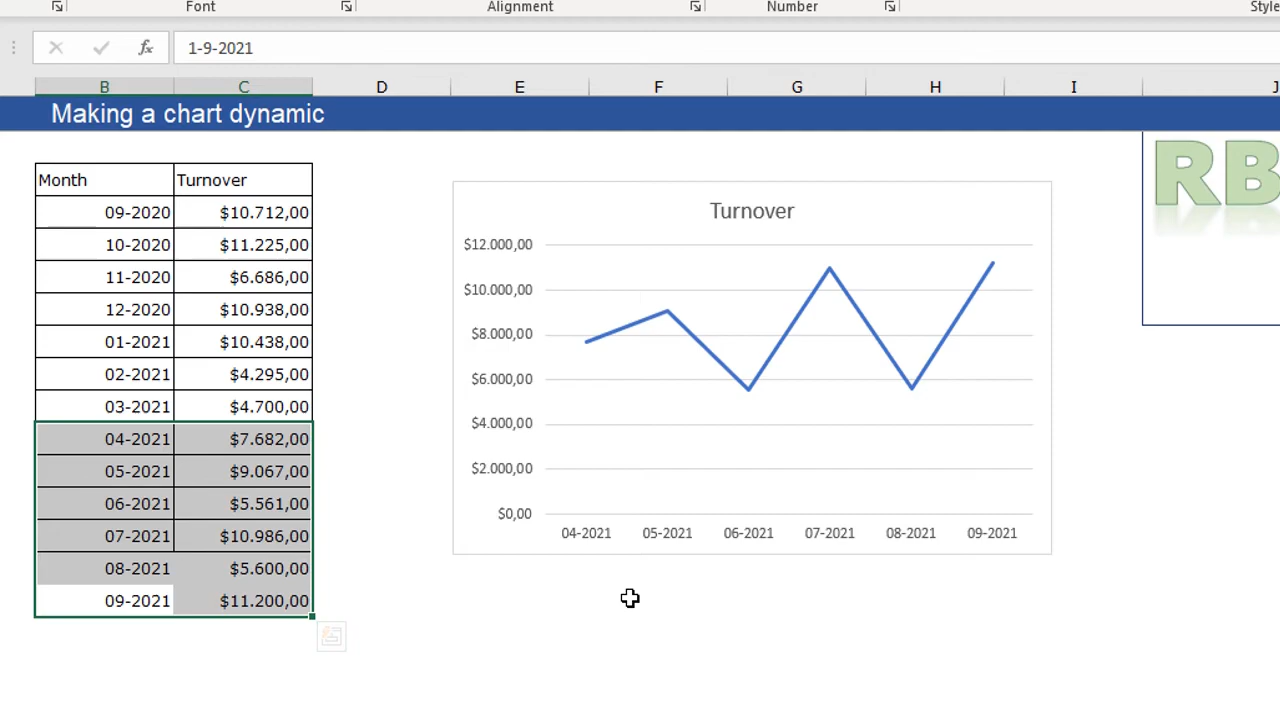 Font Alignment Number Style
fx 1-9-2021
B C D E F G H I J
Making a chart dynamic
Month Turnover
09-2020 $10.712,00
10-2020 $11.225,00
11-2020 $6.686,00
12-2020 $10.938,00
01-2021 $10.438,00
02-2021 $4.295,00
03-2021 $4.700,00
04-2021 $7.682,00
05-2021 $9.067,00
06-2021 $5.561,00
07-2021 $10.986,00
08-2021 $5.600,00
09-2021 $11.200,00
Turnover
$12.000,00
$10.000,00
$8.000,00
$6.000,00
$4.000,00
$2.000,00
$0,00
04-2021 05-2021 06-2021 07-2021 08-2021 09-2021
RB